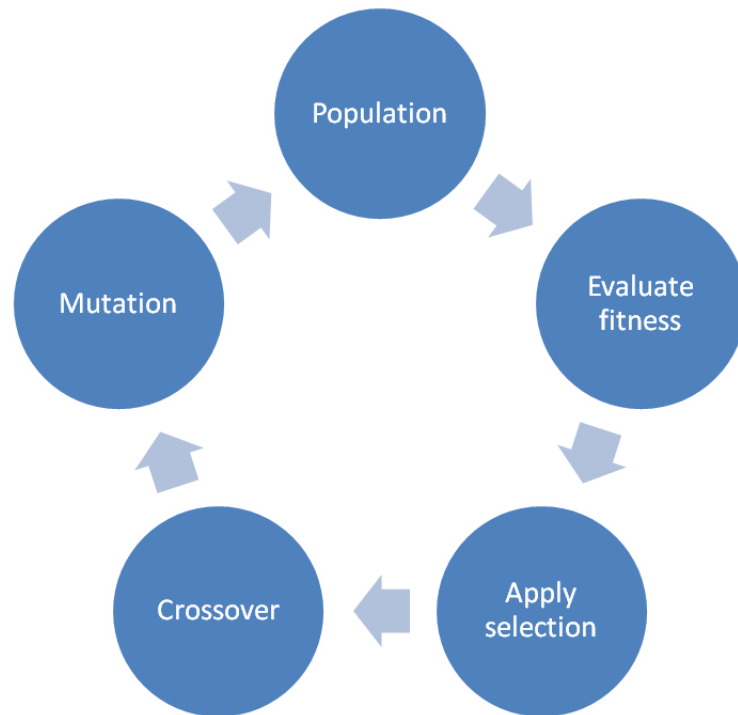 Population
Evaluate
fitness
Apply
selection
Crossover
Mutation